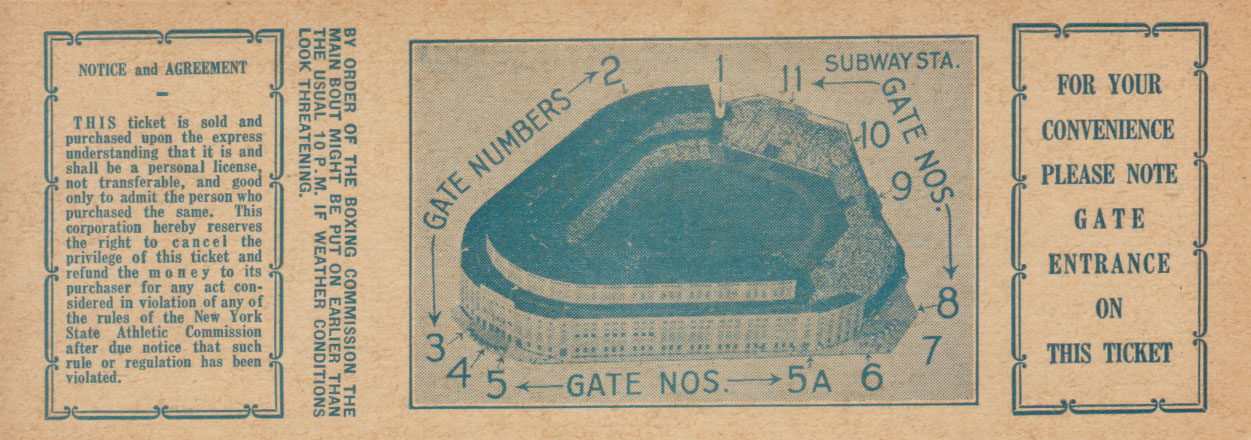 NOTICE and AGREEMENT
THIS ticket is sold and
purchased upon the express
understanding that it is and
shall be a personal license,
not transferable, and good
only to admit the person who
purchased the same. This
corporation hereby reserves
the right to cancel the
privilege of this ticket and
refund the money to its
purchaser for any act con-
sidered in violation of any of
the rules of the New York
State Athletic Commission
after due notice that such
rule or regulation has been
violated.
BY ORDER OF THE BOXING COMMISSION THE
MAIN BOUT MIGHT BE PUT ON EARLIER THAN
THE USUAL 10 P.M. IF WEATHER CONDITIONS
LOOK THREATENING.
GATE NUMBERS
2
1
11
SUBWAY STA.
GATE NOS.
10
9
8
7
3
4
5
GATE NOS.
5A
6
FOR YOUR
CONVENIENCE
PLEASE NOTE
GATE
ENTRANCE
ON
THIS TICKET